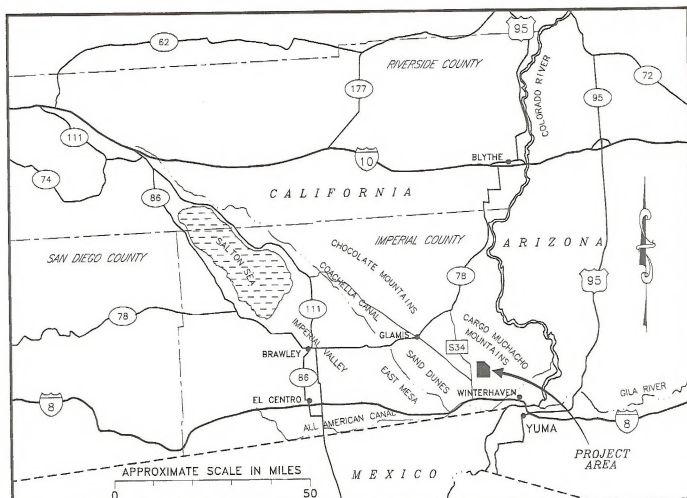 62
95
RIVERSIDE COUNTY
COLORADO RIVER
177
72
95
111
10
BLYTHE
74
86
CALIFORNIA
SALTON SEA
IMPERIAL COUNTY
ARIZONA
SAN DIEGO COUNTY
CHOCOLATE MOUNTAINS
COACHELLA CANAL
78
95
78
111
GLAMIS
CARGO MUCHACHO
MOUNTAINS
IMPERIAL VALLEY
S34
BRAWLEY
SAND DUNES
86
EAST MESA
WINTERHAVEN
GILA RIVER
EL CENTRO
8
ALL AMERICAN CANAL
YUMA
8
PROJECT
AREA
APPROXIMATE SCALE IN MILES
MEXICO
0
50